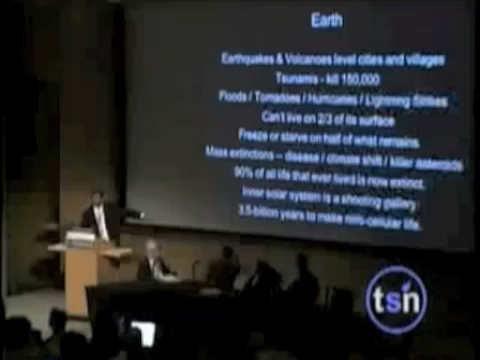 Earth
Earthquakes & Volcanoes level cities and villages
Tsunamis - kill 150,000
Floods / Tornadoes / Hurricanes / Lightning Strikes
Can't live on 2/3 of its surface
Freeze or starve on half of what remains.
Mass extinctions – disease / climate shift / killer asteroids
90% of all life that ever lived is now extinct.
Inner solar system is a shooting gallery
3.5-billion years to make multi-cellular life.
tsn